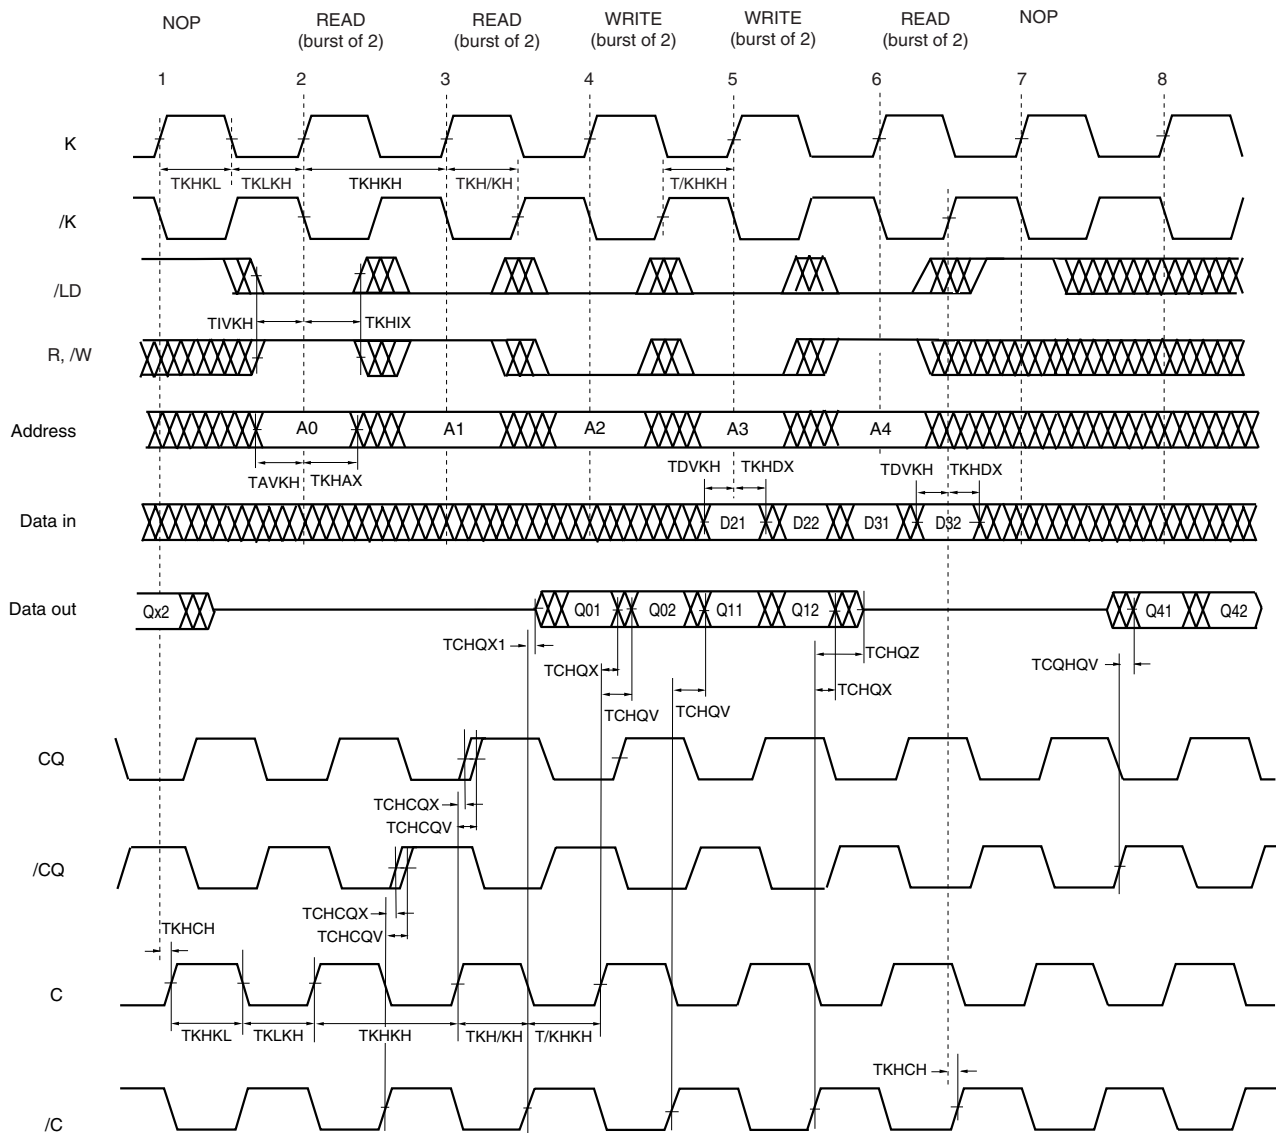 NOP READ READ WRITE WRITE READ NOP
(burst of 2) (burst of 2) (burst of 2) (burst of 2) (burst of 2)
1 2 3 4 5 6 7 8
K
TKHKL TKLKH TKHKH TKH/KH T/KHKH
/K
/LD
TIVKH TKHIX
R, /W
Address A0 A1 A2 A3 A4
TAVKH TKHAX TDVKH TKHDX TDVKH TKHDX
Data in D21 D22 D31 D32
Data out Qx2 Q01 Q02 Q11 Q12 Q41 Q42
TCHQX1 TCHQZ
TCHQX TCQHQV
TCHQX
TCHQV TCHQV
CQ
TCHCQX
TCHCQV
/CQ
TCHCQX
TKHCH
TCHCQV
C
TKHKL TKLKH TKHKH TKH/KH T/KHKH
TKHCH
/C